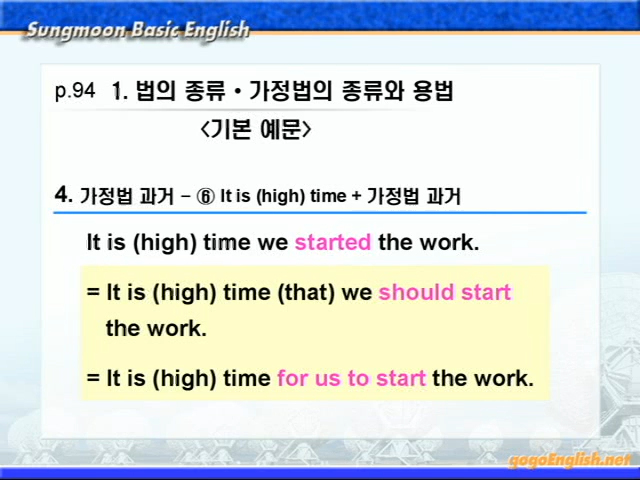 Sungmoon Basic English
p.94 1. 법의 종류 • 가정법의 종류와 용법
<기본 예문>
4. 가정법 과거 - ⑥ It is (high) time + 가정법 과거
It is (high) time we started the work.
= It is (high) time (that) we should start
the work.
= It is (high) time for us to start the work.
gogoEnglish.net